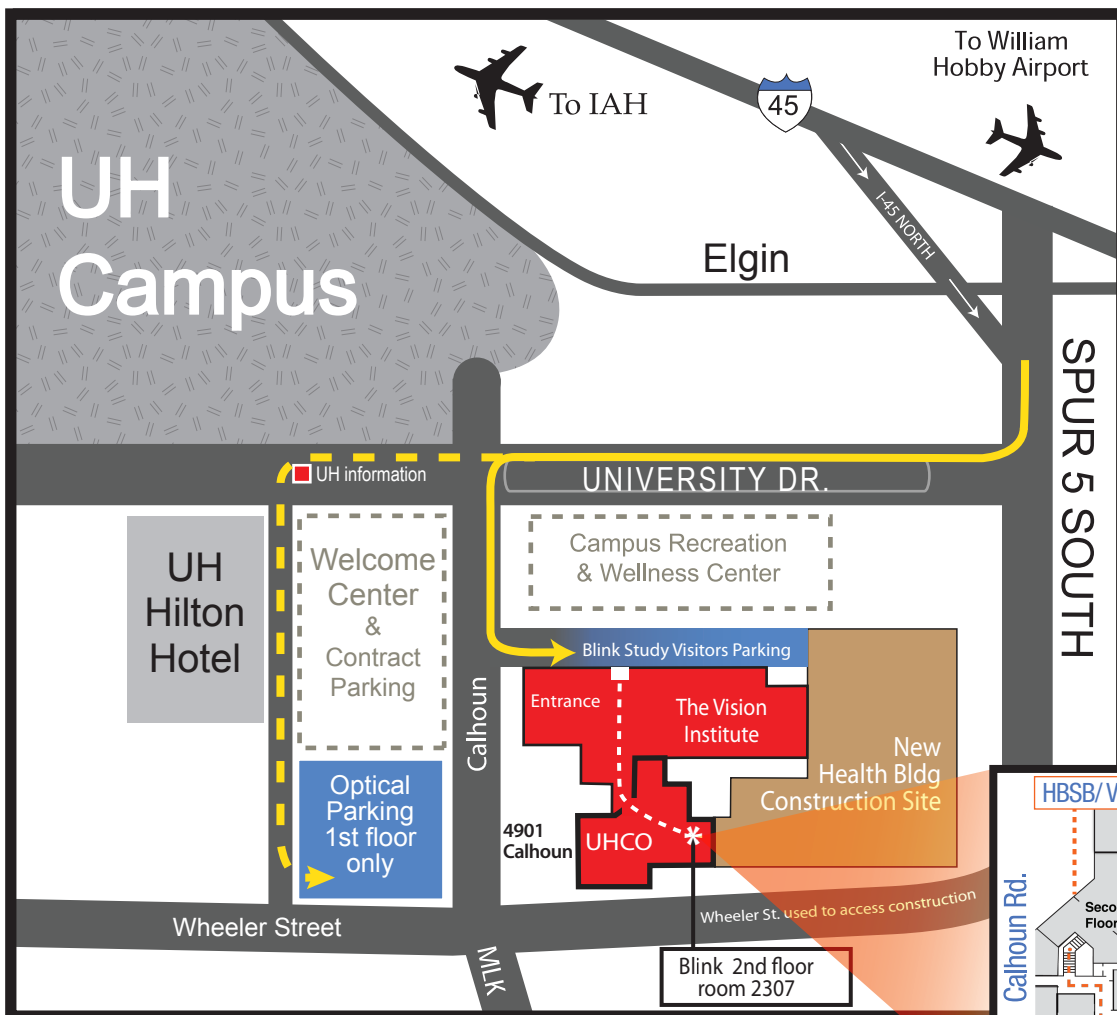 To William
Hobby Airport
To IAH
45
UH
Campus
I-45 NORTH
Elgin
SPUR 5 SOUTH
UH information
UNIVERSITY DR.
UH
Hilton
Hotel
Welcome
Center
&
Contract
Parking
Campus Recreation
& Wellness Center
Blink Study Visitors Parking
Calhoun
Entrance
The Vision
Institute
New
Health Bldg
Construction Site
Optical
Parking
1st floor
only
4901
Calhoun
UHCO
*
HBSB/ V
Calhoun Rd.
Seco
Floor
Wheeler Street
Wheeler St. used to access construction
MLK
Blink 2nd floor
room 2307